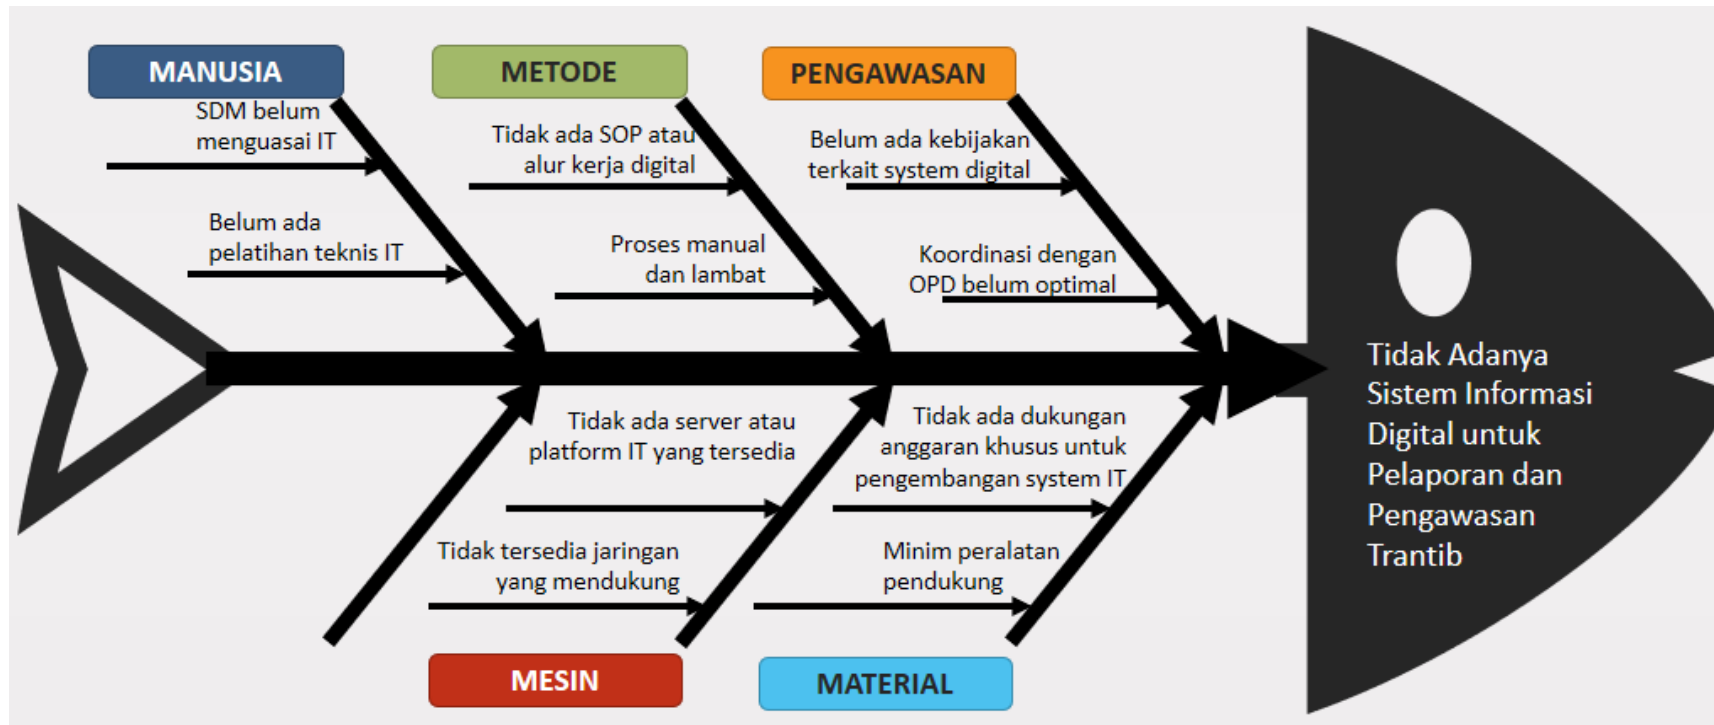 MANUSIA
SDM belum
menguasai IT
Belum ada
pelatihan teknis IT
METODE
Tidak ada SOP atau
alur kerja digital
Proses manual
dan lambat
PENGAWASAN
Belum ada kebijakan
terkait system digital
Koordinasi dengan
OPD belum optimal
Tidak ada server atau
platform IT yang tersedia
Tidak tersedia jaringan
yang mendukung
MESIN
Tidak ada dukungan
anggaran khusus untuk
pengembangan system IT
Minim peralatan
pendukung
MATERIAL
Tidak Adanya
Sistem Informasi
Digital untuk
Pelaporan dan
Pengawasan
Trantib